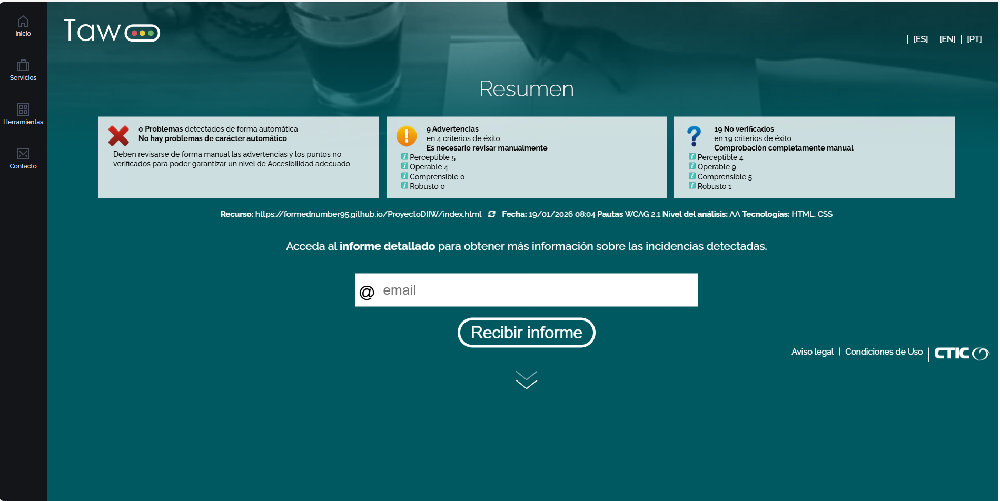 Inicio
Servicios
Herramientas
Contacto
Taw
| [ES] | [EN] | [PT]
Resumen
0 Problemas detectados de forma automática
No hay problemas de carácter automático
Deben revisarse de forma manual las advertencias y los puntos no
verificados para poder garantizar un nivel de Accesibilidad adecuado
9 Advertencias
en 4 criterios de éxito
Es necesario revisar manualmente
Perceptible 5
Operable 4
Comprensible 0
Robusto 0
19 No verificados
en 19 criterios de éxito
Comprobación completamente manual
Perceptible 4
Operable 9
Comprensible 5
Robusto 1
Recurso: https://formednumber95.github.io/ProyectoDIIW/index.html Fecha: 19/01/2026 08:04 Pautas WCAG 2.1 Nivel del análisis: AA Tecnologías: HTML, CSS
Acceda al informe detallado para obtener más información sobre las incidencias detectadas.
@ email
Recibir informe
| Aviso legal | Condiciones de Uso | CTIC